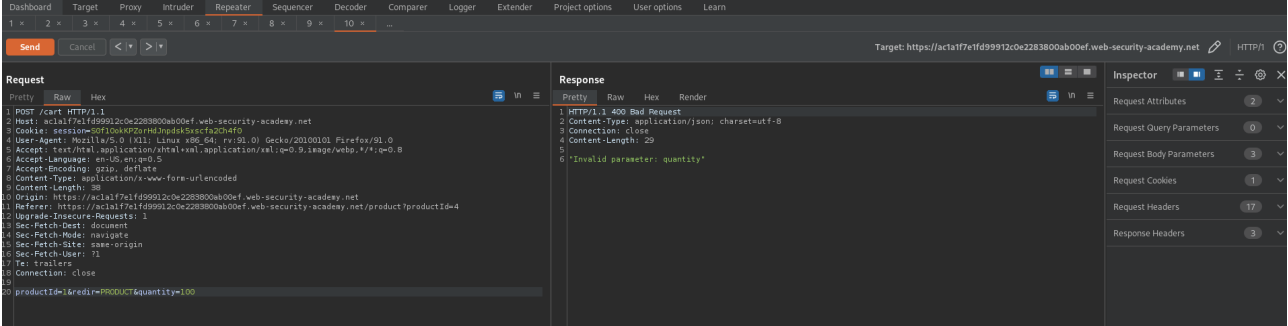 Dashboard Target Proxy Intruder Repeater Sequencer Decoder Comparer Logger Extender Project options User options Learn
1 × 2 × 3 × 4 × 5 × 6 × 7 × 8 × 9 × 10 × ...
Send Cancel < > Target: https://ac1a1f7e1fd99912c0e2283800ab00ef.web-security-academy.net HTTP/1
Request
Pretty Raw Hex \n
1 POST /cart HTTP/1.1
2 Host: ac1a1f7e1fd99912c0e2283800ab00ef.web-security-academy.net
3 Cookie: session=S0f1OokKPZorHdJnpdsk5xscfa2Ch4f0
4 User-Agent: Mozilla/5.0 (X11; Linux x86_64; rv:91.0) Gecko/20100101 Firefox/91.0
5 Accept: text/html,application/xhtml+xml,application/xml;q=0.9,image/webp,*/*;q=0.8
6 Accept-Language: en-US,en;q=0.5
7 Accept-Encoding: gzip, deflate
8 Content-Type: application/x-www-form-urlencoded
9 Content-Length: 38
10 Origin: https://ac1a1f7e1fd99912c0e2283800ab00ef.web-security-academy.net
11 Referer: https://ac1a1f7e1fd99912c0e2283800ab00ef.web-security-academy.net/product?productId=4
12 Upgrade-Insecure-Requests: 1
13 Sec-Fetch-Dest: document
14 Sec-Fetch-Mode: navigate
15 Sec-Fetch-Site: same-origin
16 Sec-Fetch-User: ?1
17 Te: trailers
18 Connection: close
19
20 productId=1&redir=PRODUCT&quantity=100
Response
Pretty Raw Hex Render \n
1 HTTP/1.1 400 Bad Request
2 Content-Type: application/json; charset=utf-8
3 Connection: close
4 Content-Length: 29
5
6 "Invalid parameter: quantity"
Inspector
Request Attributes 2
Request Query Parameters 0
Request Body Parameters 3
Request Cookies 1
Request Headers 17
Response Headers 3